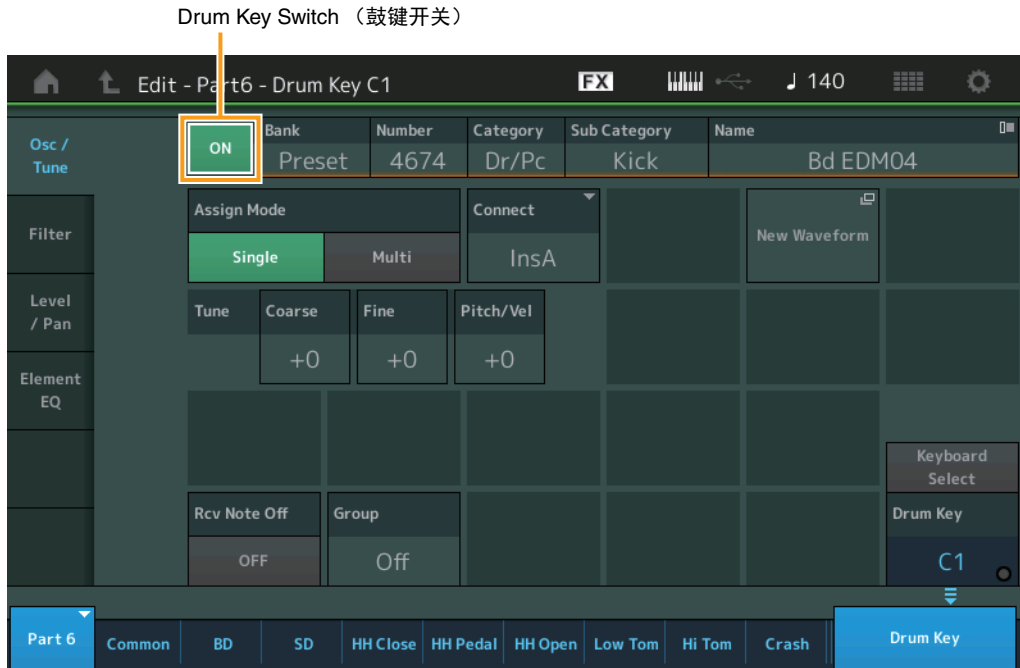 Drum Key Switch （鼓键开关）
Edit - Part6 - Drum Key C1
FX
♩ 140
Osc /
Tune
ON
Bank
Preset
Number
4674
Category
Dr/Pc
Sub Category
Kick
Name
Bd EDM04
Filter
Assign Mode
Single
Multi
Connect
InsA
New Waveform
Level
/ Pan
Tune
Coarse
+0
Fine
+0
Pitch/Vel
+0
Element
EQ
Keyboard
Select
Rcv Note Off
OFF
Group
Off
Drum Key
C1
Part 6
Common
BD
SD
HH Close
HH Pedal
HH Open
Low Tom
Hi Tom
Crash
Drum Key